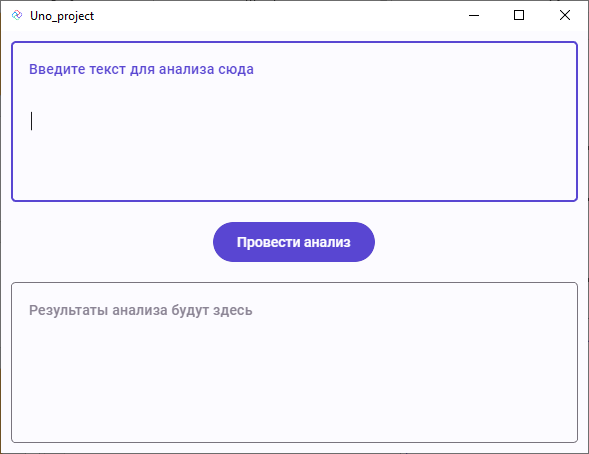 Uno_project
Введите текст для анализа сюда
Провести анализ
Результаты анализа будут здесь